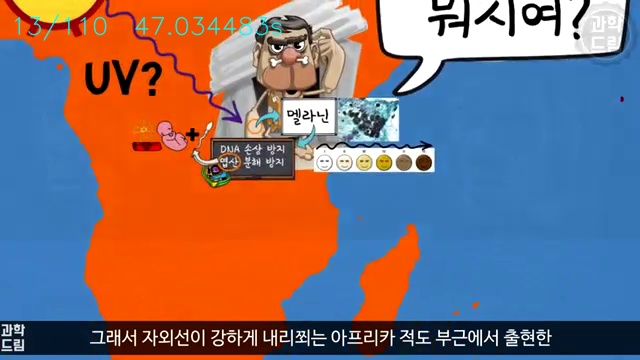 13/110 47.034483s
뭐시여?
과학
드림
UV?
멜라닌
DNA 손상 방지
엽산 분해 방지
과학
드림
그래서 자외선이 강하게 내리쬐는 아프리카 적도 부근에서 출현한